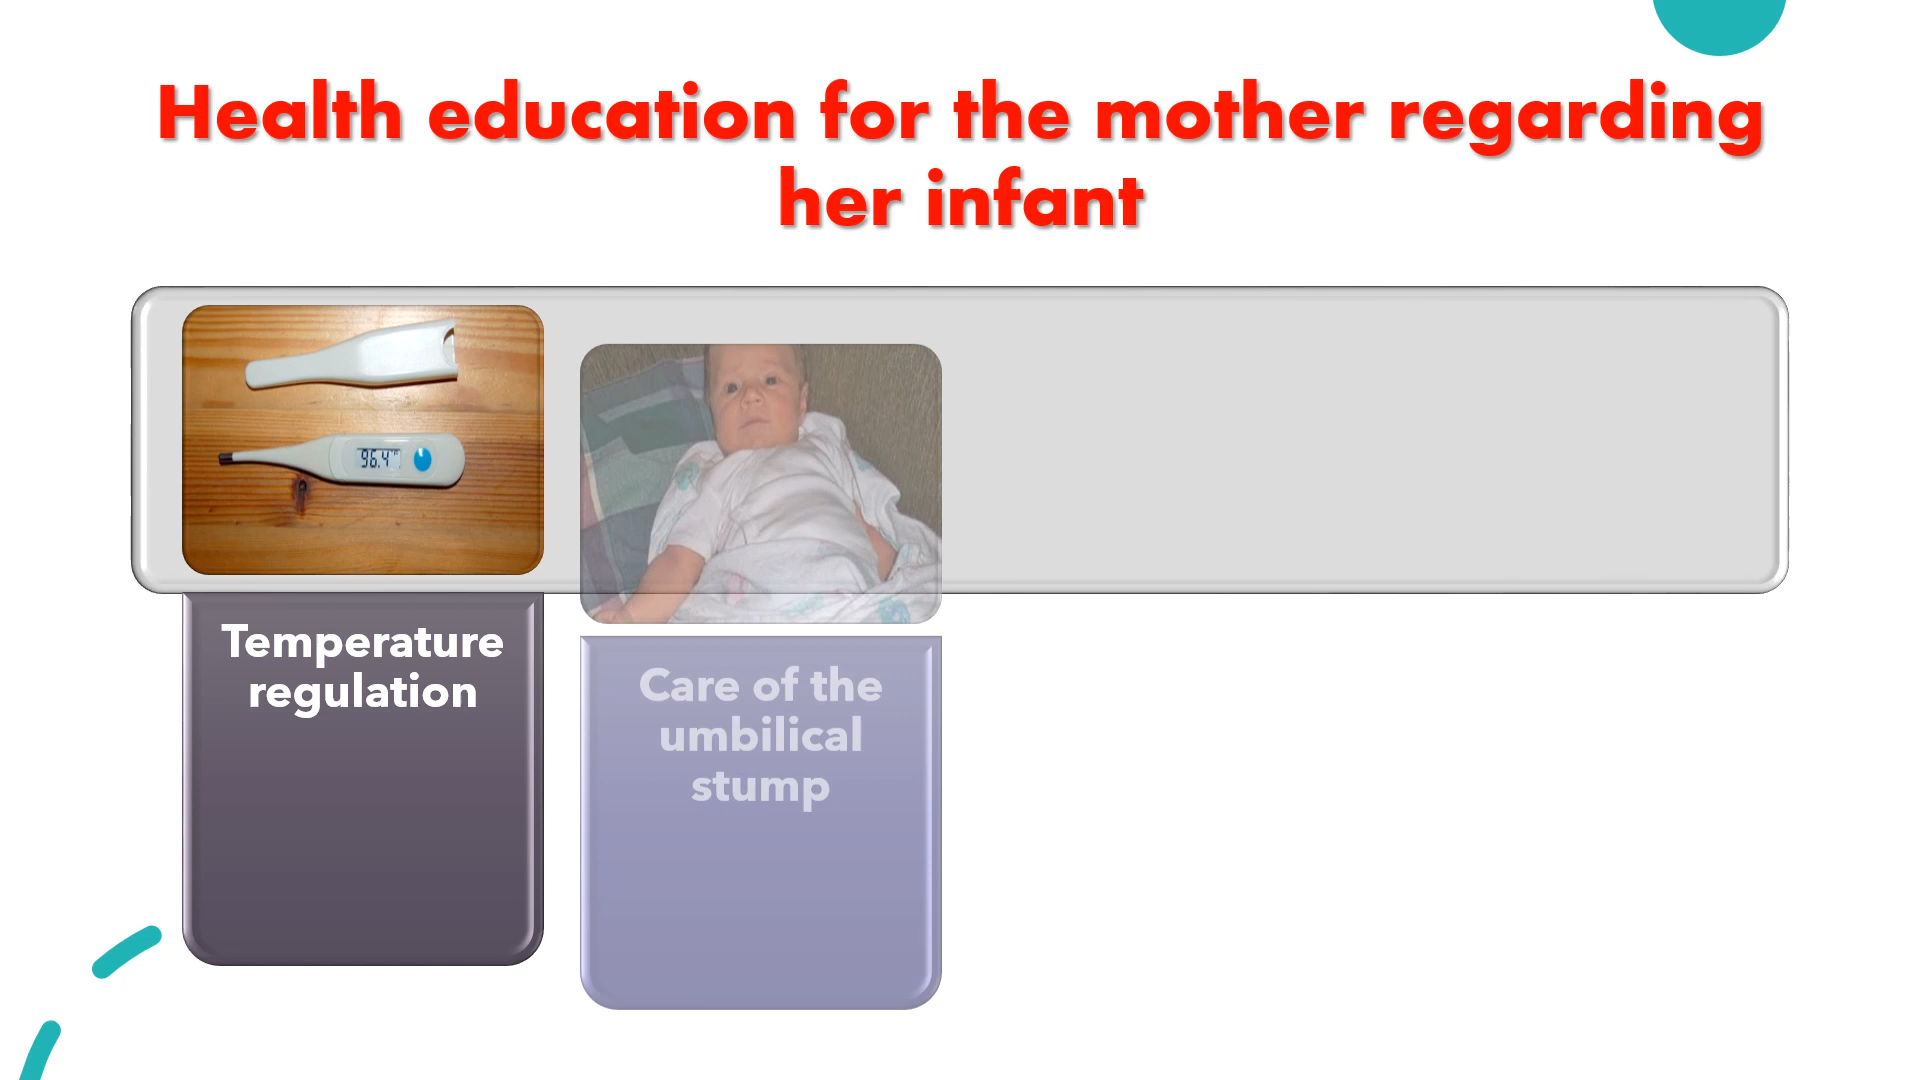 Health education for the mother regarding
her infant
96.4°F
Temperature
regulation
Care of the
umbilical
stump